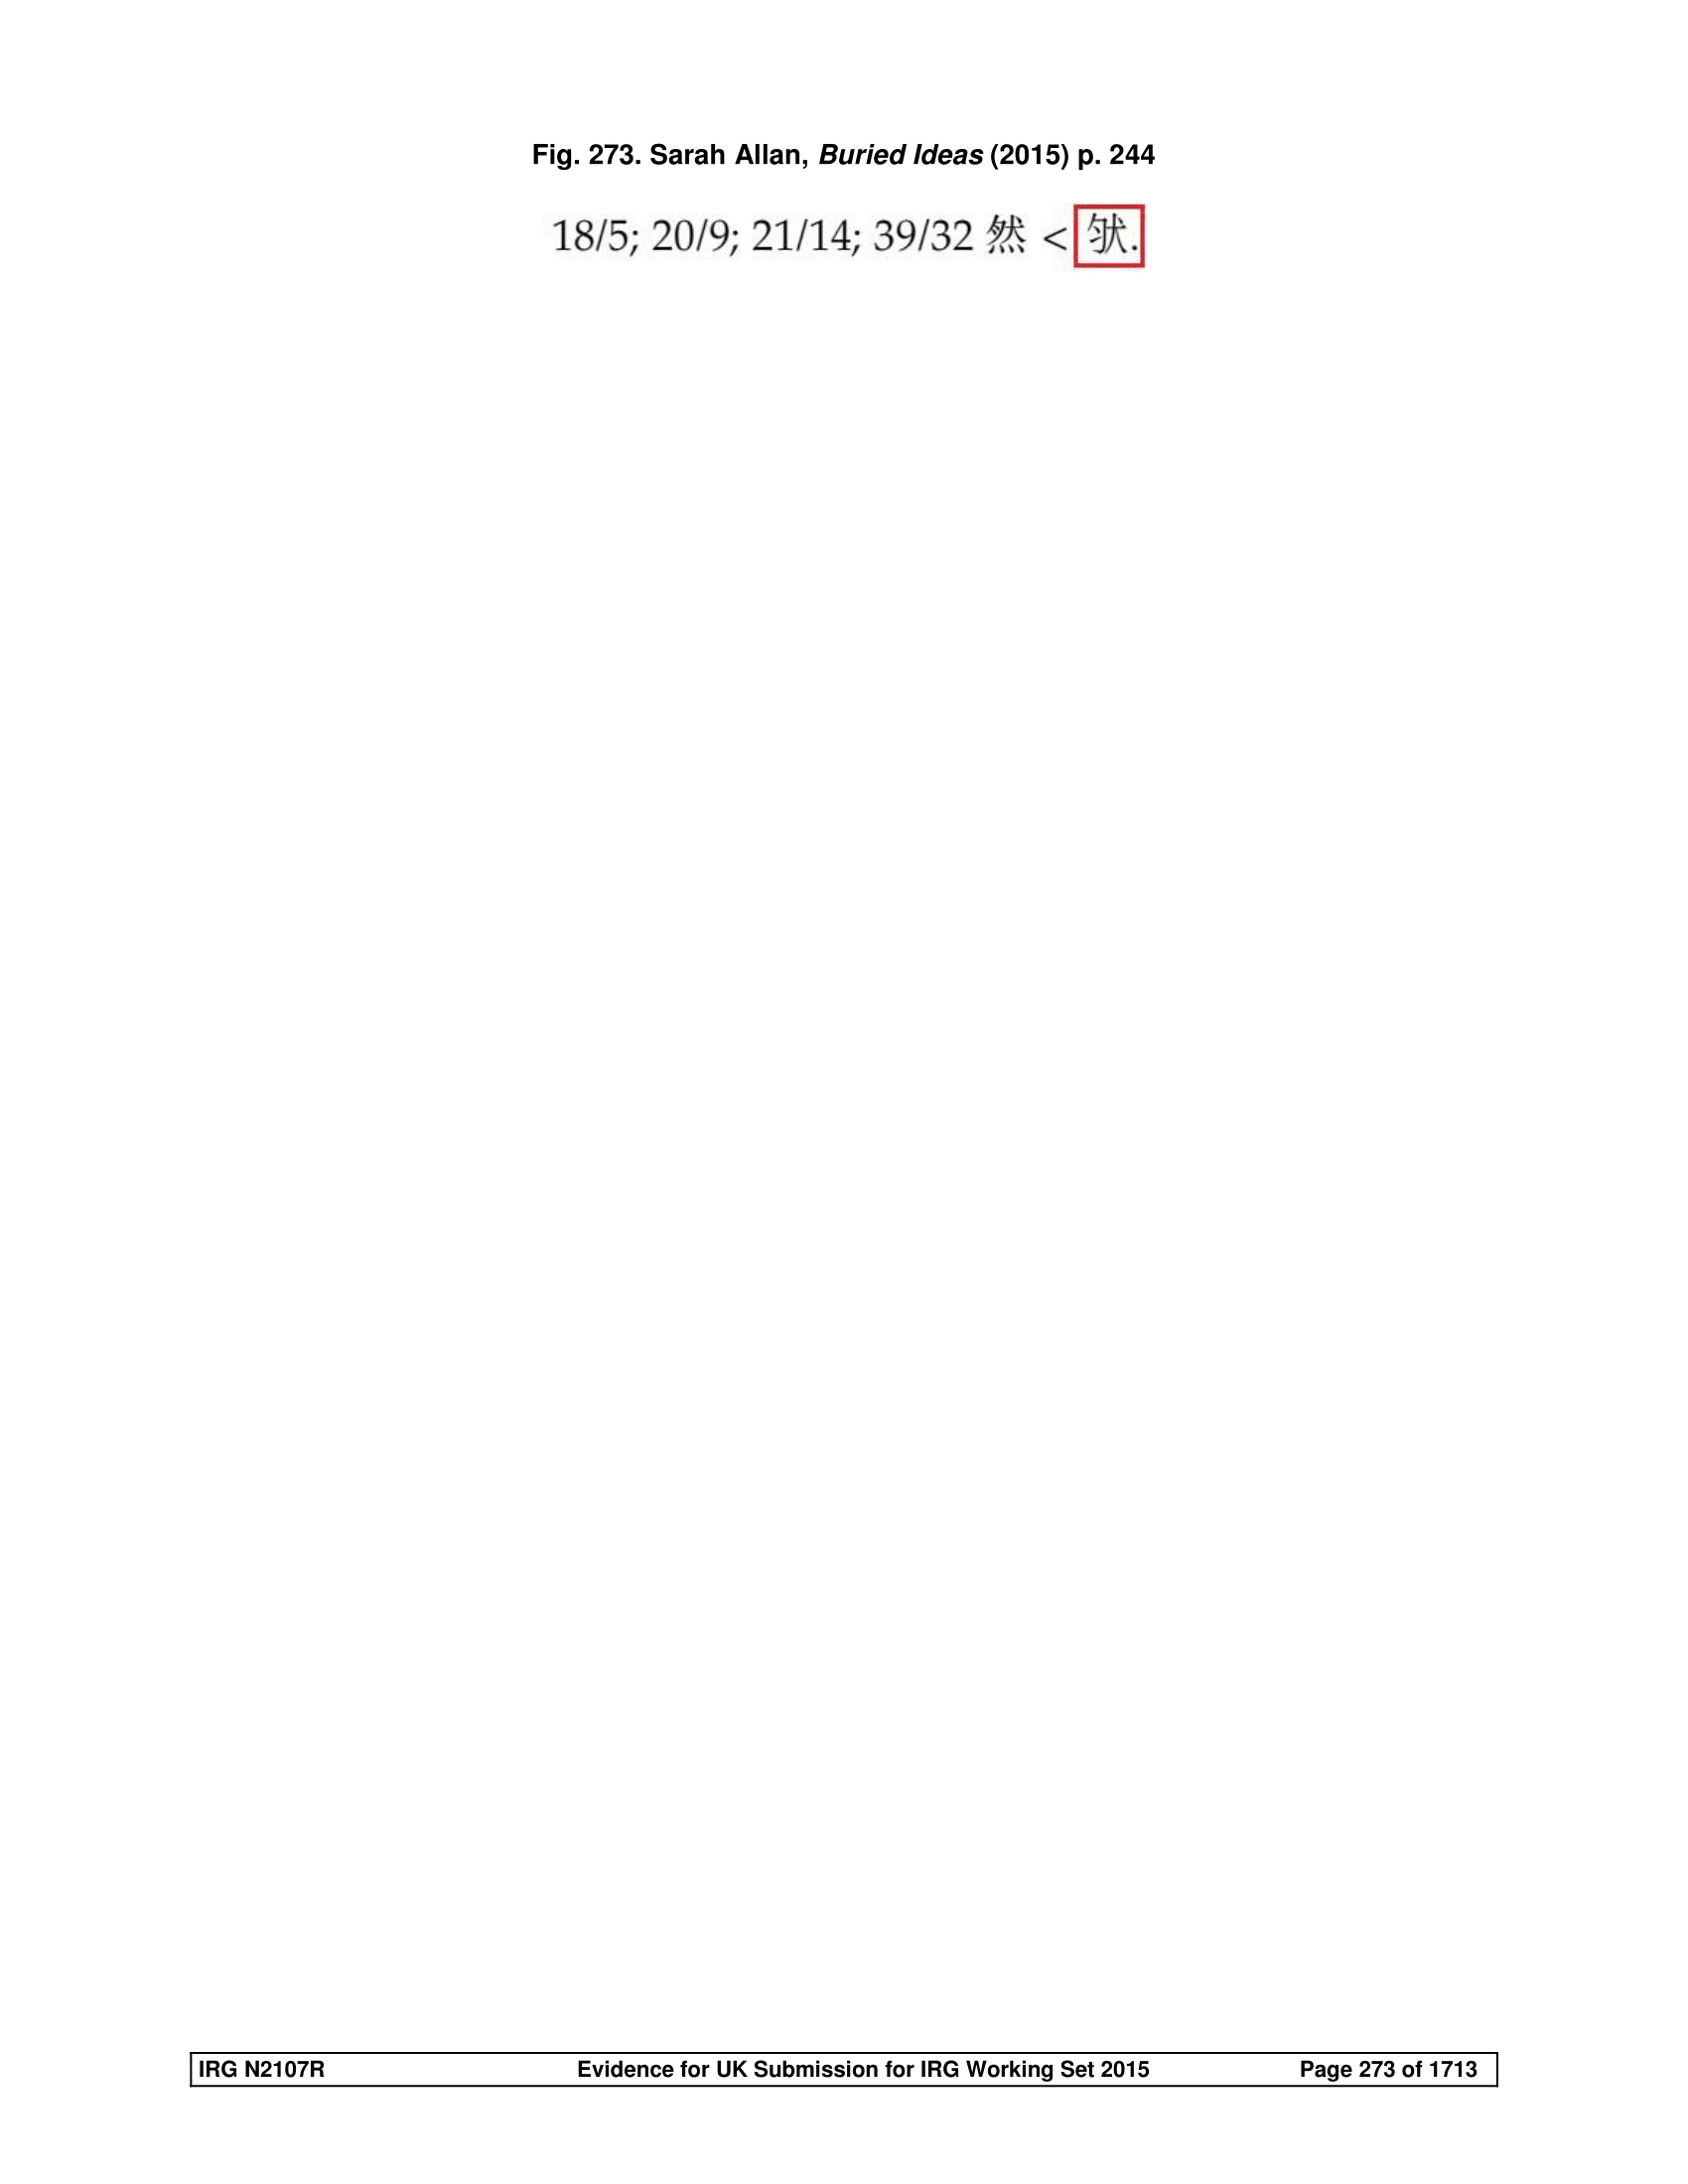 Fig. 273. Sarah Allan, Buried Ideas (2015) p. 244
18/5; 20/9; 21/14; 39/32 然 < .
IRG N2107R Evidence for UK Submission for IRG Working Set 2015 Page 273 of 1713